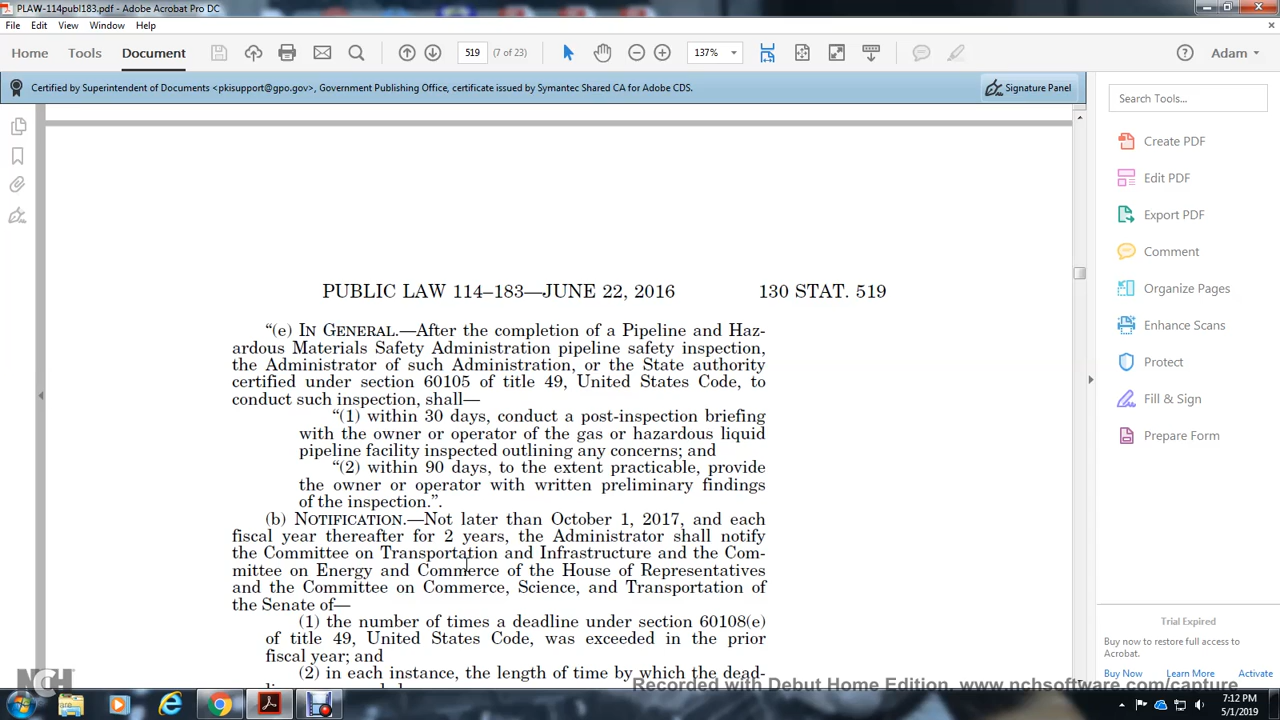 PLAW-114publ183.pdf - Adobe Acrobat Pro DC
File Edit View Window Help
Home Tools Document 519 (7 of 23) 137% Adam
Certified by Superintendent of Documents <pkisupport@gpo.gov>, Government Publishing Office, certificate issued by Symantec Shared CA for Adobe CDS. Signature Panel
PUBLIC LAW 114–183—JUNE 22, 2016 130 STAT. 519
“(e) IN GENERAL.—After the completion of a Pipeline and Haz-
ardous Materials Safety Administration pipeline safety inspection,
the Administrator of such Administration, or the State authority
certified under section 60105 of title 49, United States Code, to
conduct such inspection, shall—
“(1) within 30 days, conduct a post-inspection briefing
with the owner or operator of the gas or hazardous liquid
pipeline facility inspected outlining any concerns; and
“(2) within 90 days, to the extent practicable, provide
the owner or operator with written preliminary findings
of the inspection.”.
(b) NOTIFICATION.—Not later than October 1, 2017, and each
fiscal year thereafter for 2 years, the Administrator shall notify
the Committee on Transportation and Infrastructure and the Com-
mittee on Energy and Commerce of the House of Representatives
and the Committee on Commerce, Science, and Transportation of
the Senate of—
(1) the number of times a deadline under section 60108(e)
of title 49, United States Code, was exceeded in the prior
fiscal year; and
(2) in each instance, the length of time by which the dead-
Search Tools...
Create PDF
Edit PDF
Export PDF
Comment
Organize Pages
Enhance Scans
Protect
Fill & Sign
Prepare Form
Trial Expired
Buy now to restore full access to
Acrobat.
Buy Now Learn More Activate
NCH
Recorded with Debut Home Edition. www.nchsoftware.com/capture
7:12 PM
5/1/2019